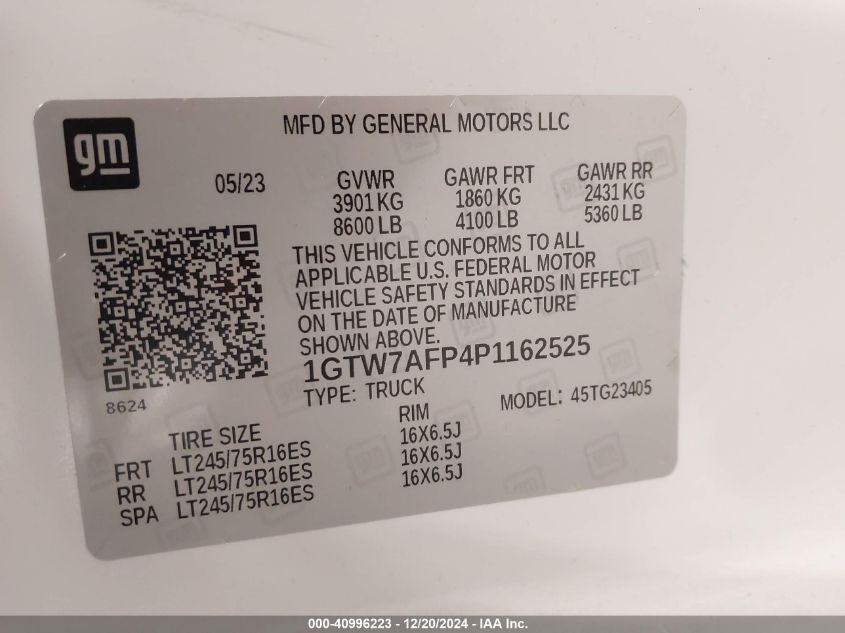 gm
MFD BY GENERAL MOTORS LLC
05/23
GVWR GAWR FRT GAWR RR
3901 KG 1860 KG 2431 KG
8600 LB 4100 LB 5360 LB
THIS VEHICLE CONFORMS TO ALL
APPLICABLE U.S. FEDERAL MOTOR
VEHICLE SAFETY STANDARDS IN EFFECT
ON THE DATE OF MANUFACTURE
SHOWN ABOVE.
1GTW7AFP4P1162525
TYPE: TRUCK MODEL: 45TG23405
8624
TIRE SIZE RIM
FRT LT245/75R16ES 16X6.5J
RR LT245/75R16ES 16X6.5J
SPA LT245/75R16ES 16X6.5J
000-40996223 - 12/20/2024 - IAA Inc.